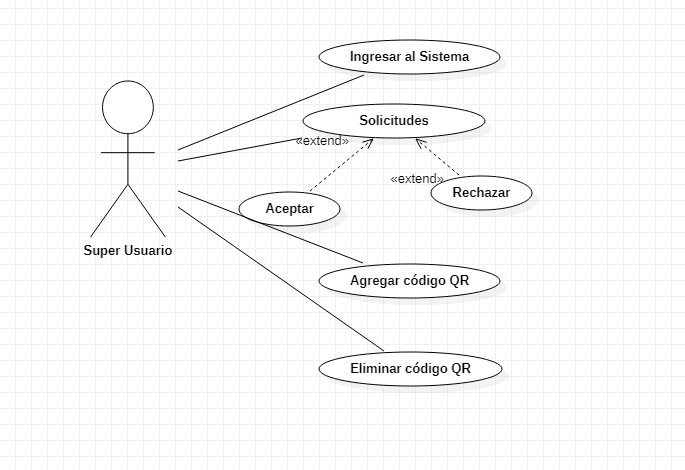 Ingresar al Sistema
Solicitudes
«extend»
«extend»
Rechazar
Aceptar
Super Usuario
Agregar código QR
Eliminar código QR